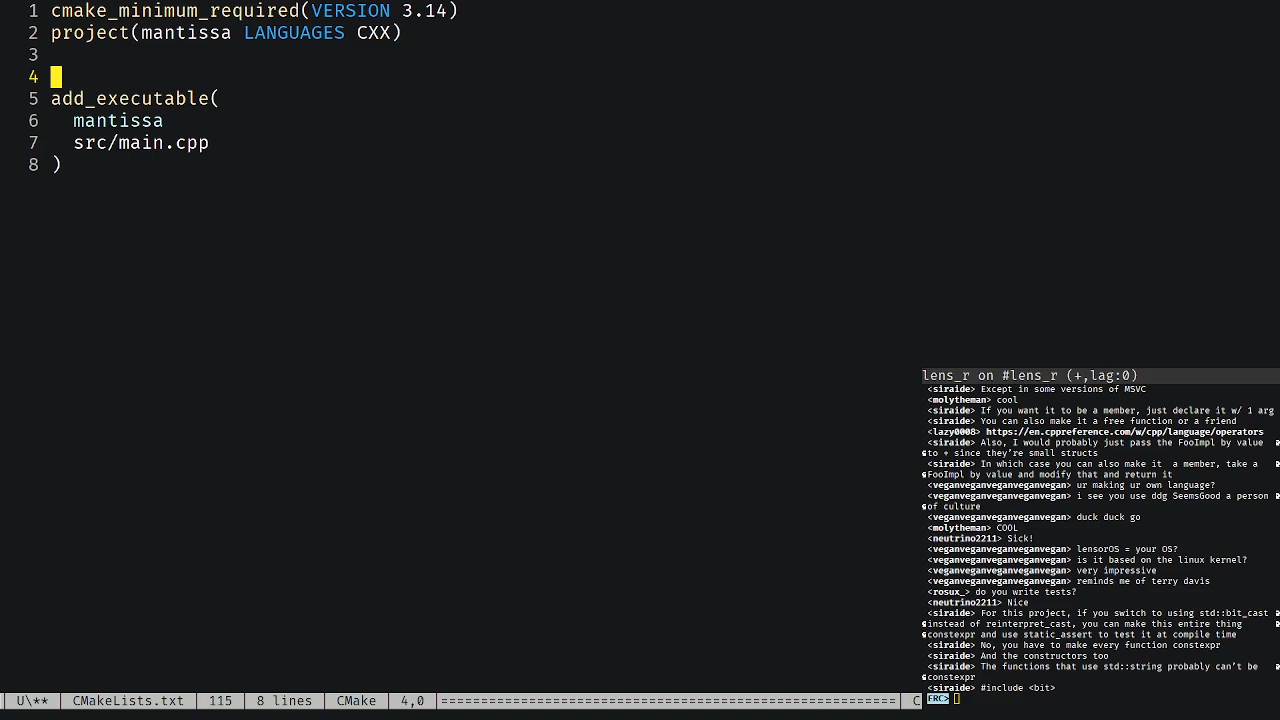 1 cmake_minimum_required(VERSION 3.14)
2 project(mantissa LANGUAGES CXX)
3
4
5 add_executable(
6   mantissa
7   src/main.cpp
8 )
U\** CMakeLists.txt 115 8 lines CMake 4,0 ========================================= C
lens_r on #lens_r (+,lag:0)
<siraide> Except in some versions of MSVC
<molytheman> cool
<siraide> If you want it to be a member, just declare it w/ 1 arg
<siraide> You can also make it a free function or a friend
<lazy0008> https://en.cppreference.com/w/cpp/language/operators
<siraide> Also, I would probably just pass the FooImpl by value
to + since they're small structs
<siraide> In which case you can also make it  a member, take a
FooImpl by value and modify that and return it
<veganveganveganveganvegan> ur making ur own language?
<veganveganveganveganvegan> i see you use ddg SeemsGood a person
of culture
<veganveganveganveganvegan> duck duck go
<molytheman> COOL
<neutrino2211> Sick!
<veganveganveganveganvegan> lensorOS = your OS?
<veganveganveganveganvegan> is it based on the linux kernel?
<veganveganveganveganvegan> very impressive
<veganveganveganveganvegan> reminds me of terry davis
<rosux_> do you write tests?
<neutrino2211> Nice
<siraide> For this project, if you switch to using std::bit_cast
instead of reinterpret_cast, you can make this entire thing
constexpr and use static_assert to test it at compile time
<siraide> No, you have to make every function constexpr
<siraide> And the constructors too
<siraide> The functions that use std::string probably can't be
constexpr
<siraide> #include <bit>
ERC>